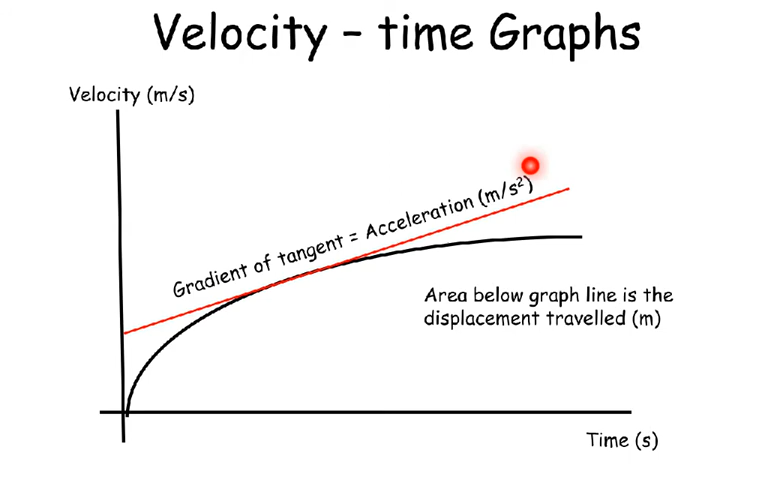 Velocity – time Graphs
Velocity (m/s)
Gradient of tangent = Acceleration (m/s²)
Area below graph line is the
displacement travelled (m)
Time (s)